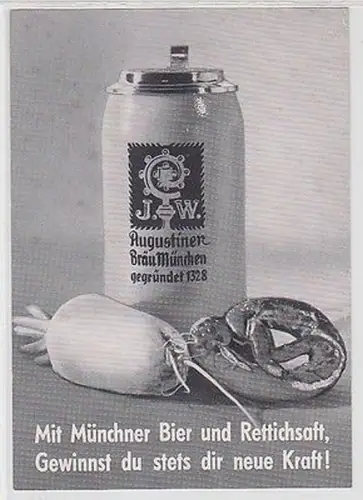 J. W.
Augustiner
Bräu München
gegründet 1328
Mit Münchner Bier und Rettichsaft,
Gewinnst du stets dir neue Kraft!